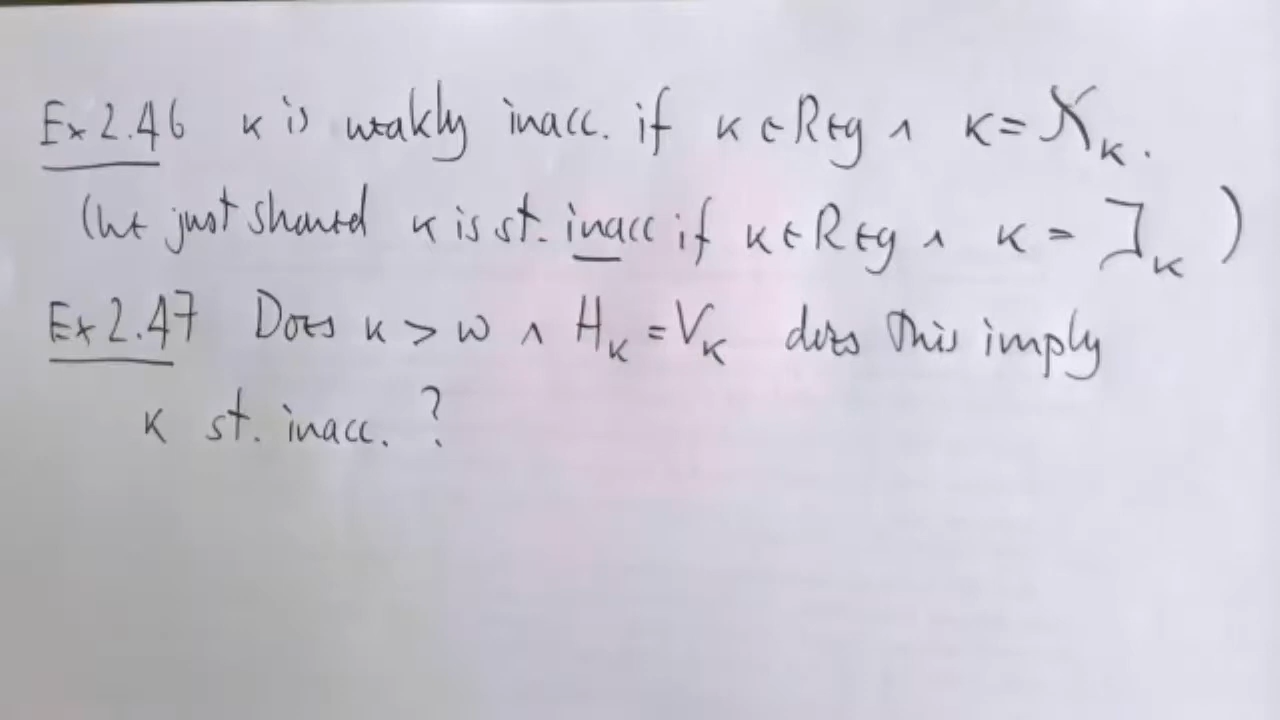 Ex 2.46 κ is weakly inacc. if κ ∈ Reg ∧ κ = ℵ_κ.
(We just showed κ is st. inacc if κ ∈ Reg ∧ κ = ℶ_κ )
Ex 2.47 Does κ > ω ∧ H_κ = V_κ does this imply
κ st. inacc. ?